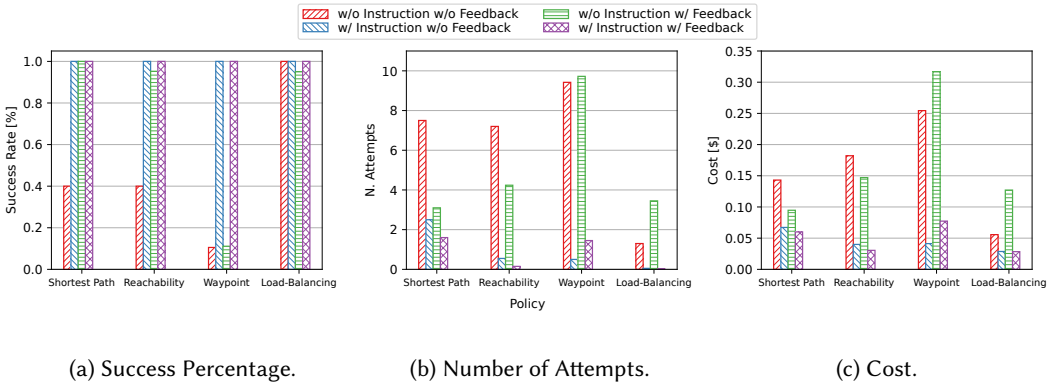 w/o Instruction w/o Feedback
w/ Instruction w/o Feedback
w/o Instruction w/ Feedback
w/ Instruction w/ Feedback
Success Rate [%]
1.0
0.8
0.6
0.4
0.2
0.0
Shortest Path Reachability Waypoint Load-Balancing
(a) Success Percentage.
N. Attempts
10
8
6
4
2
0
Shortest Path Reachability Waypoint Load-Balancing
Policy
(b) Number of Attempts.
Cost [$]
0.35
0.30
0.25
0.20
0.15
0.10
0.05
0.00
Shortest Path Reachability Waypoint Load-Balancing
(c) Cost.